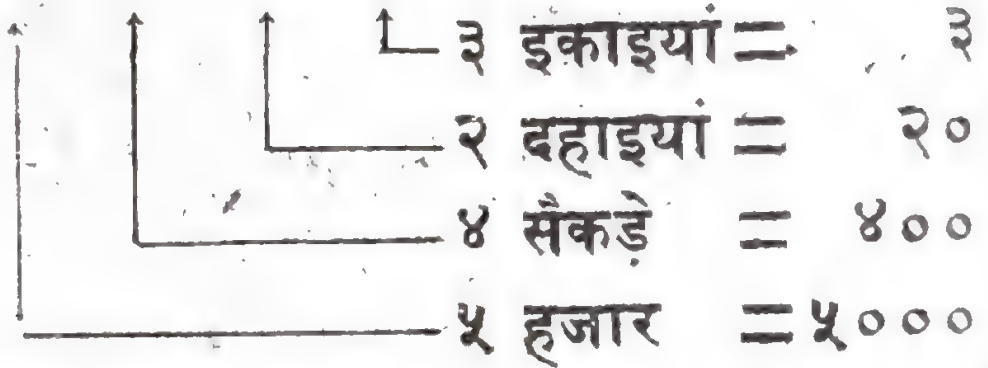 ३ इकाइयां = ३
२ दहाइयां = २०
४ सैकड़े = ४००
५ हजार = ५०००